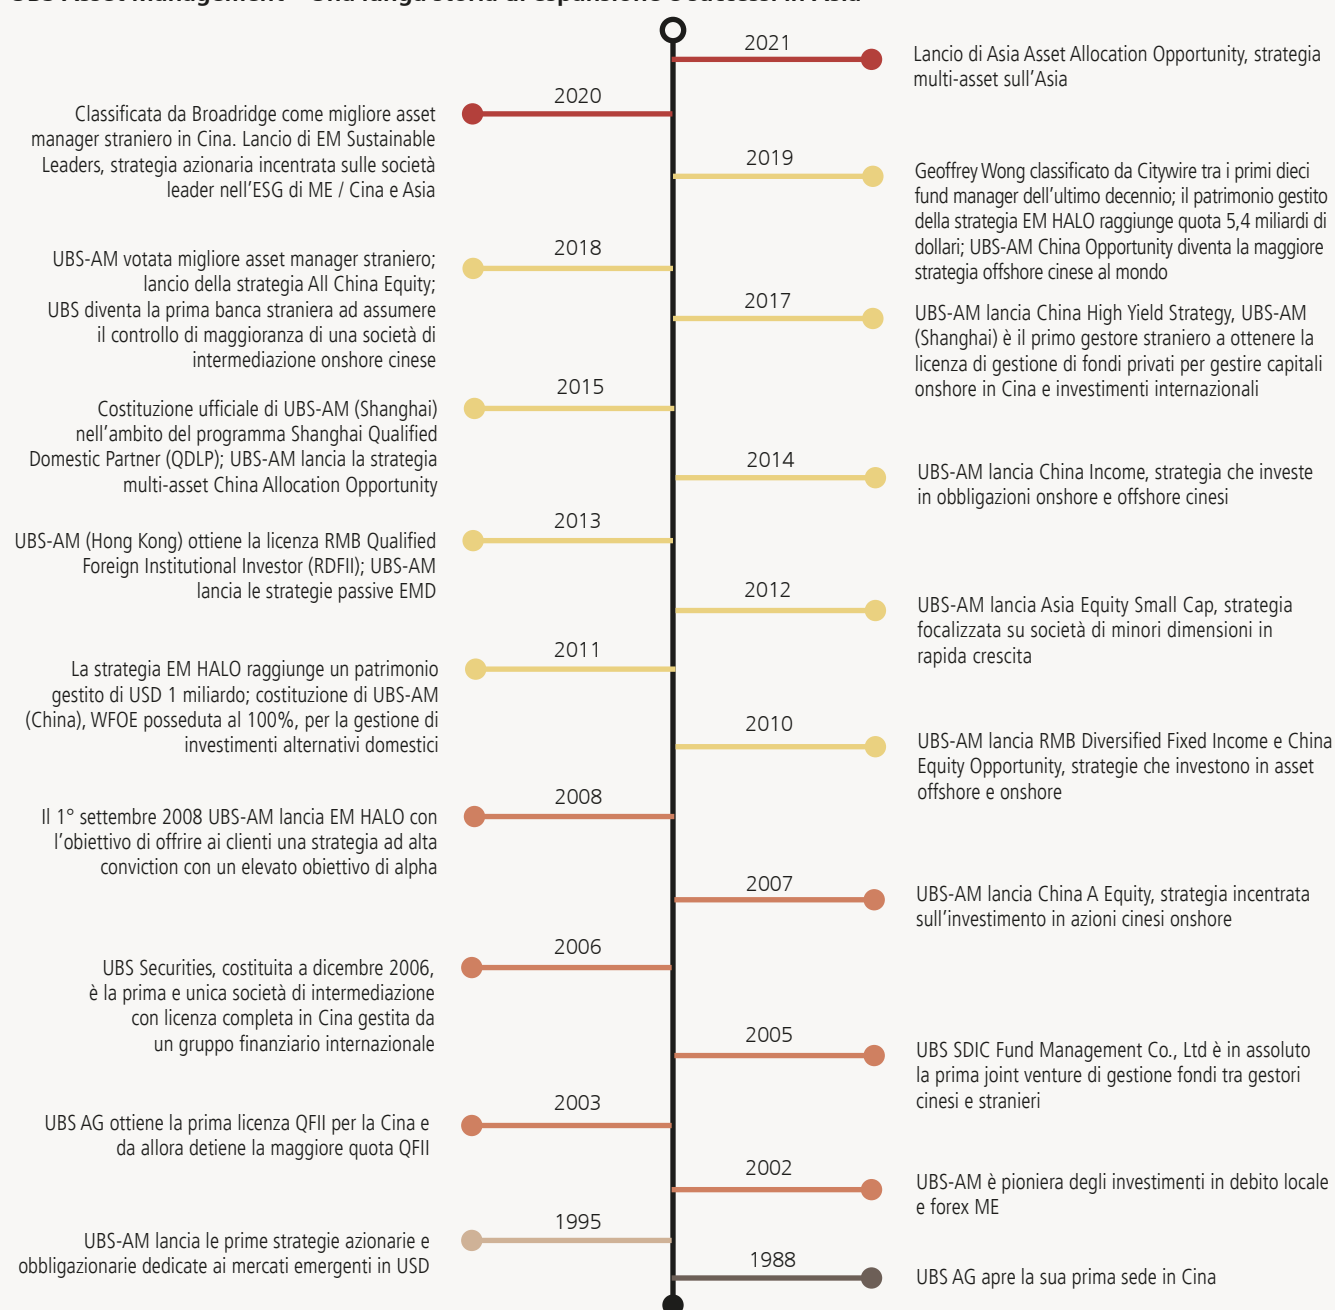 UBS Asset Management – Una lunga storia di espansione e successi in Asia
2021
Lancio di Asia Asset Allocation Opportunity, strategia
multi-asset sull'Asia
2020
Classificata da Broadridge come migliore asset
manager straniero in Cina. Lancio di EM Sustainable
Leaders, strategia azionaria incentrata sulle società
leader nell'ESG di ME / Cina e Asia
2019
Geoffrey Wong classificato da Citywire tra i primi dieci
fund manager dell'ultimo decennio; il patrimonio gestito
della strategia EM HALO raggiunge quota 5,4 miliardi di
dollari; UBS-AM China Opportunity diventa la maggiore
strategia offshore cinese al mondo
2018
UBS-AM votata migliore asset manager straniero;
lancio della strategia All China Equity;
UBS diventa la prima banca straniera ad assumere
il controllo di maggioranza di una società di
intermediazione onshore cinese
2017
UBS-AM lancia China High Yield Strategy, UBS-AM
(Shanghai) è il primo gestore straniero a ottenere la
licenza di gestione di fondi privati per gestire capitali
onshore in Cina e investimenti internazionali
2015
Costituzione ufficiale di UBS-AM (Shanghai)
nell'ambito del programma Shanghai Qualified
Domestic Partner (QDLP); UBS-AM lancia la strategia
multi-asset China Allocation Opportunity
2014
UBS-AM lancia China Income, strategia che investe
in obbligazioni onshore e offshore cinesi
2013
UBS-AM (Hong Kong) ottiene la licenza RMB Qualified
Foreign Institutional Investor (RDFII); UBS-AM
lancia le strategie passive EMD
2012
UBS-AM lancia Asia Equity Small Cap, strategia
focalizzata su società di minori dimensioni in
rapida crescita
2011
La strategia EM HALO raggiunge un patrimonio
gestito di USD 1 miliardo; costituzione di UBS-AM
(China), WFOE posseduta al 100%, per la gestione di
investimenti alternativi domestici
2010
UBS-AM lancia RMB Diversified Fixed Income e China
Equity Opportunity, strategie che investono in asset
offshore e onshore
2008
Il 1° settembre 2008 UBS-AM lancia EM HALO con
l'obiettivo di offrire ai clienti una strategia ad alta
conviction con un elevato obiettivo di alpha
2007
UBS-AM lancia China A Equity, strategia incentrata
sull'investimento in azioni cinesi onshore
2006
UBS Securities, costituita a dicembre 2006,
è la prima e unica società di intermediazione
con licenza completa in Cina gestita da
un gruppo finanziario internazionale
2005
UBS SDIC Fund Management Co., Ltd è in assoluto
la prima joint venture di gestione fondi tra gestori
cinesi e stranieri
2003
UBS AG ottiene la prima licenza QFII per la Cina e
da allora detiene la maggiore quota QFII
2002
UBS-AM è pioniera degli investimenti in debito locale
e forex ME
1995
UBS-AM lancia le prime strategie azionarie e
obbligazionarie dedicate ai mercati emergenti in USD
1988
UBS AG apre la sua prima sede in Cina